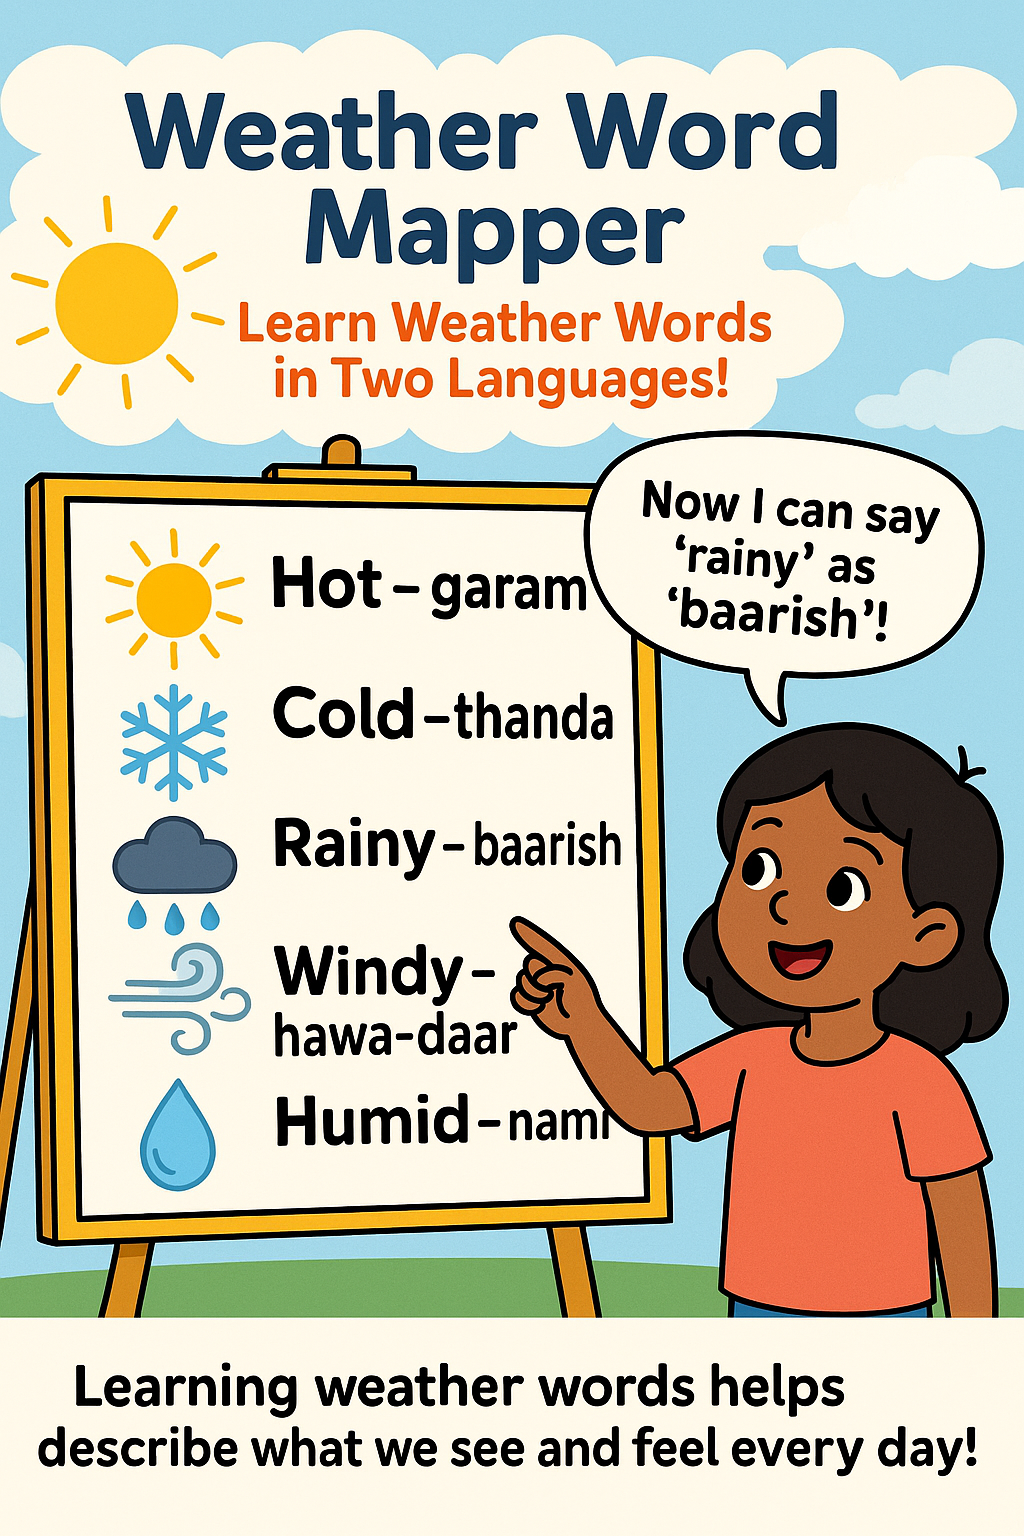 Weather Word
Mapper
Learn Weather Words
in Two Languages!
Now I can say
‘rainy’ as
‘baarish’!
Hot – garam
Cold – thanda
Rainy – baarish
Windy –
hawa-daar
Humid – nami
Learning weather words helps
describe what we see and feel every day!